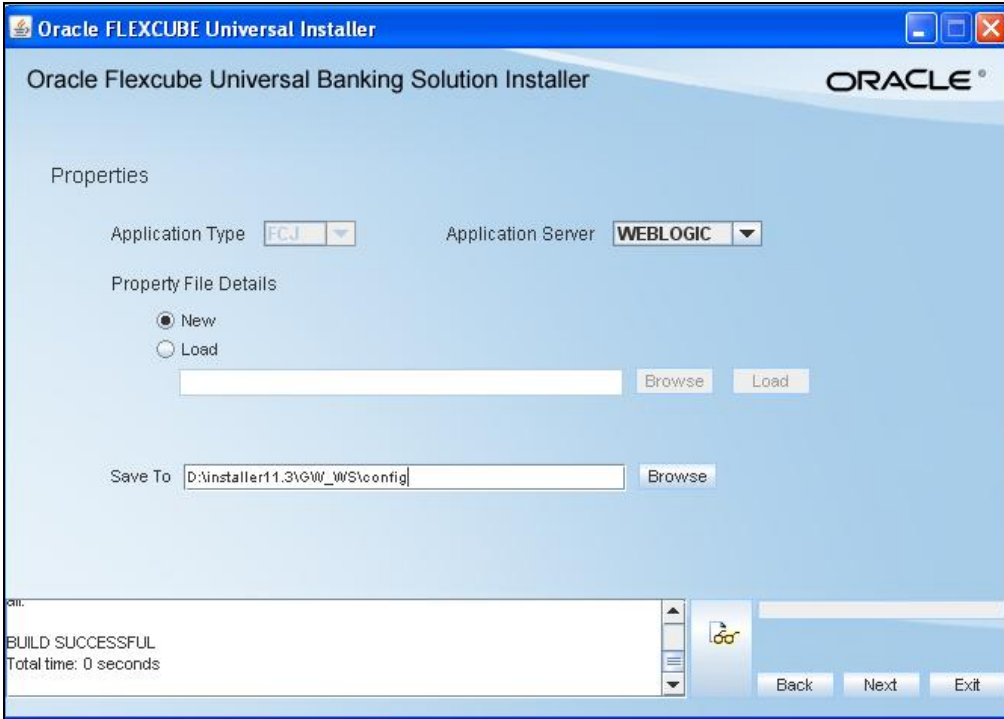 Oracle FLEXCUBE Universal Installer
Oracle Flexcube Universal Banking Solution Installer
ORACLE®
Properties
Application Type FCJ Application Server WEBLOGIC
Property File Details
New
Load
Browse Load
Save To D:\installer11.3\GW_WS\config Browse
all:
BUILD SUCCESSFUL
Total time: 0 seconds
Back Next Exit